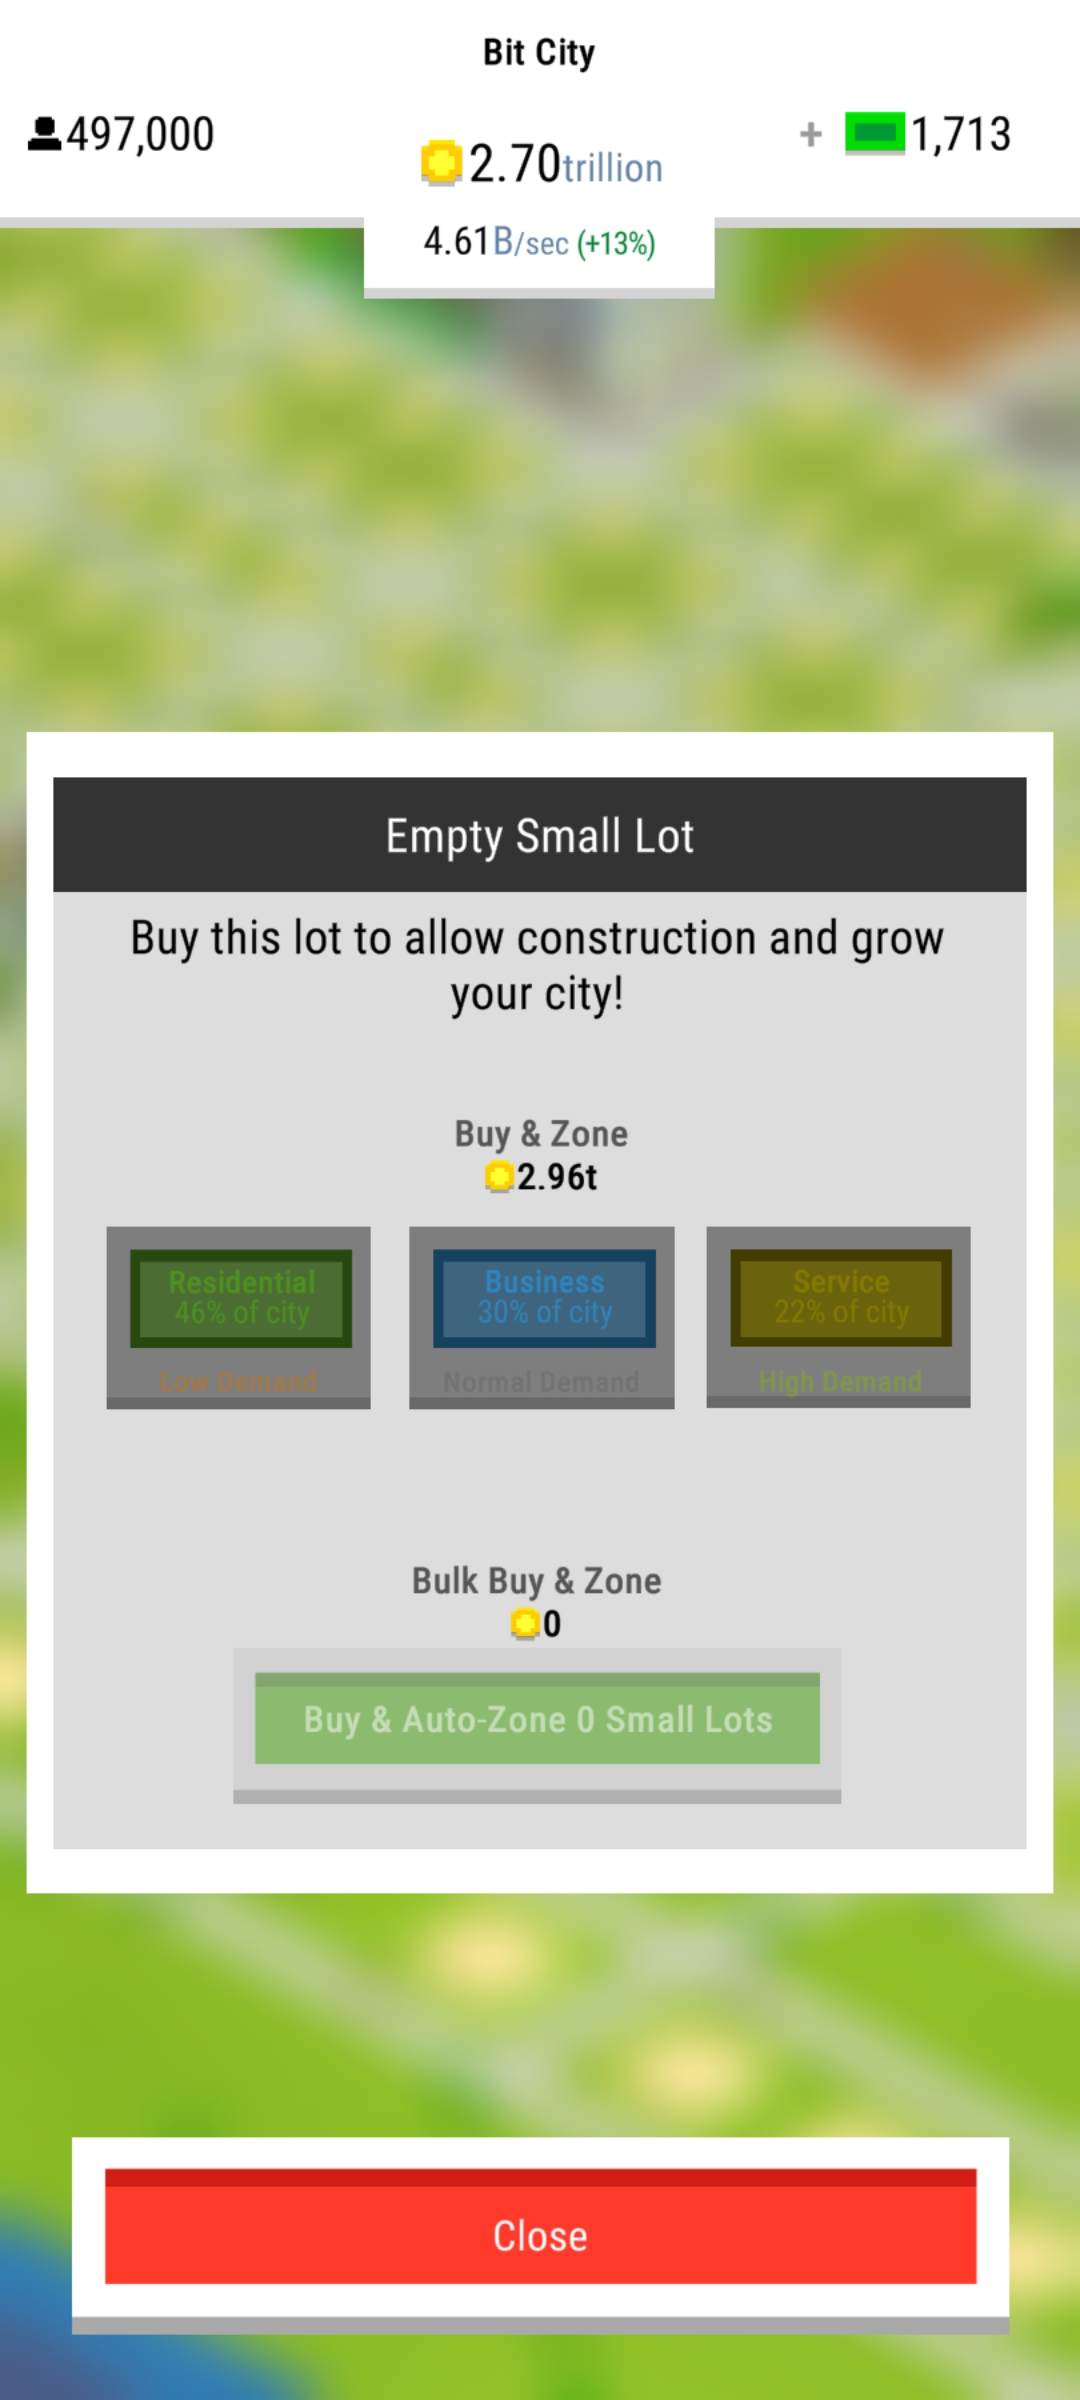 Bit City
497,000
2.70trillion
+ 1,713
4.61B/sec (+13%)
Empty Small Lot
Buy this lot to allow construction and grow
your city!
Buy & Zone
2.96t
Residential
46% of city
Low Demand
Business
30% of city
Normal Demand
Service
22% of city
High Demand
Bulk Buy & Zone
0
Buy & Auto-Zone 0 Small Lots
Close